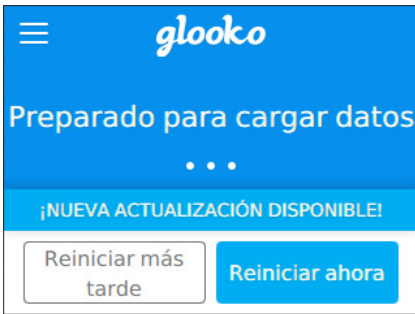 glooko
Preparado para cargar datos
¡NUEVA ACTUALIZACIÓN DISPONIBLE!
Reiniciar más
tarde
Reiniciar ahora